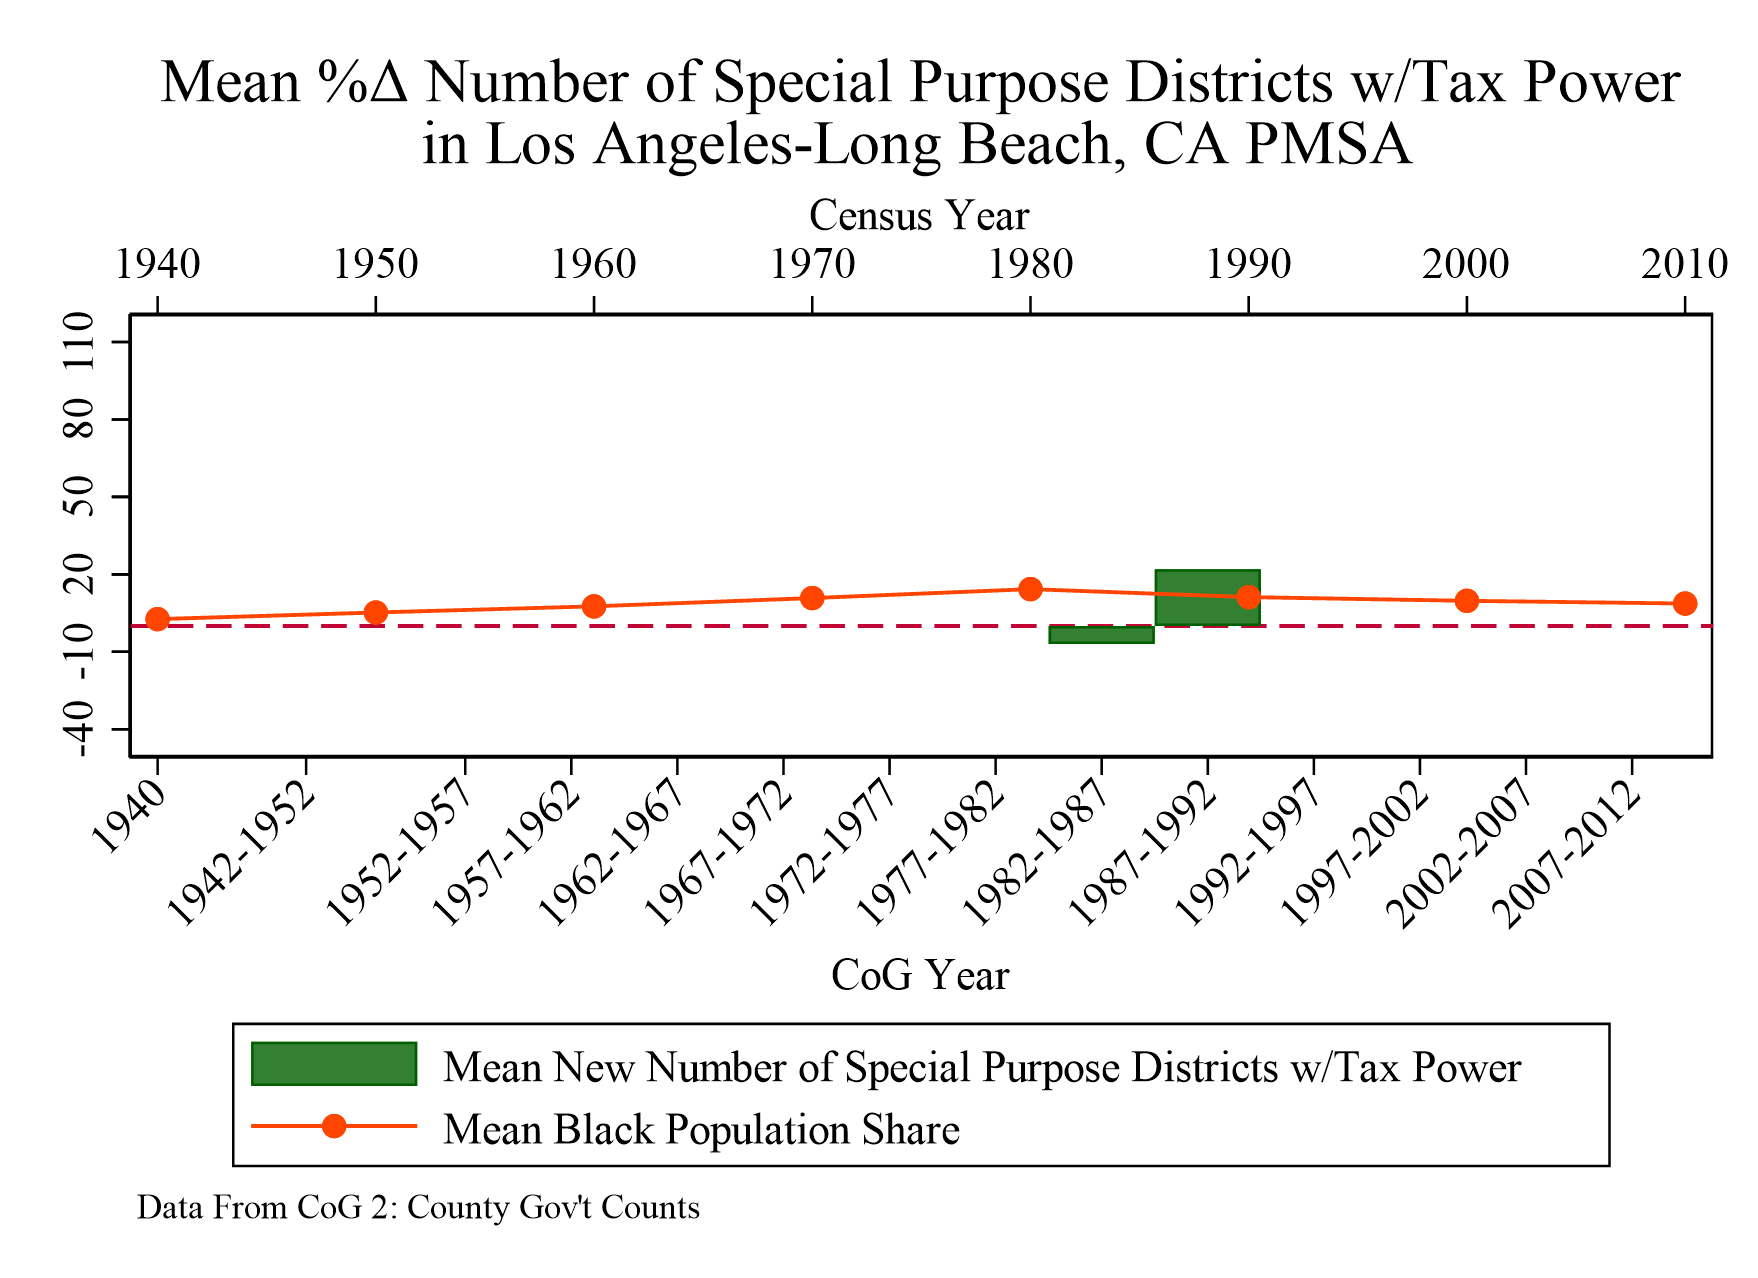 Mean %Δ Number of Special Purpose Districts w/Tax Power
in Los Angeles-Long Beach, CA PMSA
Census Year
1940 1950 1960 1970 1980 1990 2000 2010
110
80
50
20
-10
-40
1940 1942-1952 1952-1957 1957-1962 1962-1967 1967-1972 1972-1977 1977-1982 1982-1987 1987-1992 1992-1997 1997-2002 2002-2007 2007-2012
CoG Year
Mean New Number of Special Purpose Districts w/Tax Power
Mean Black Population Share
Data From CoG 2: County Gov't Counts